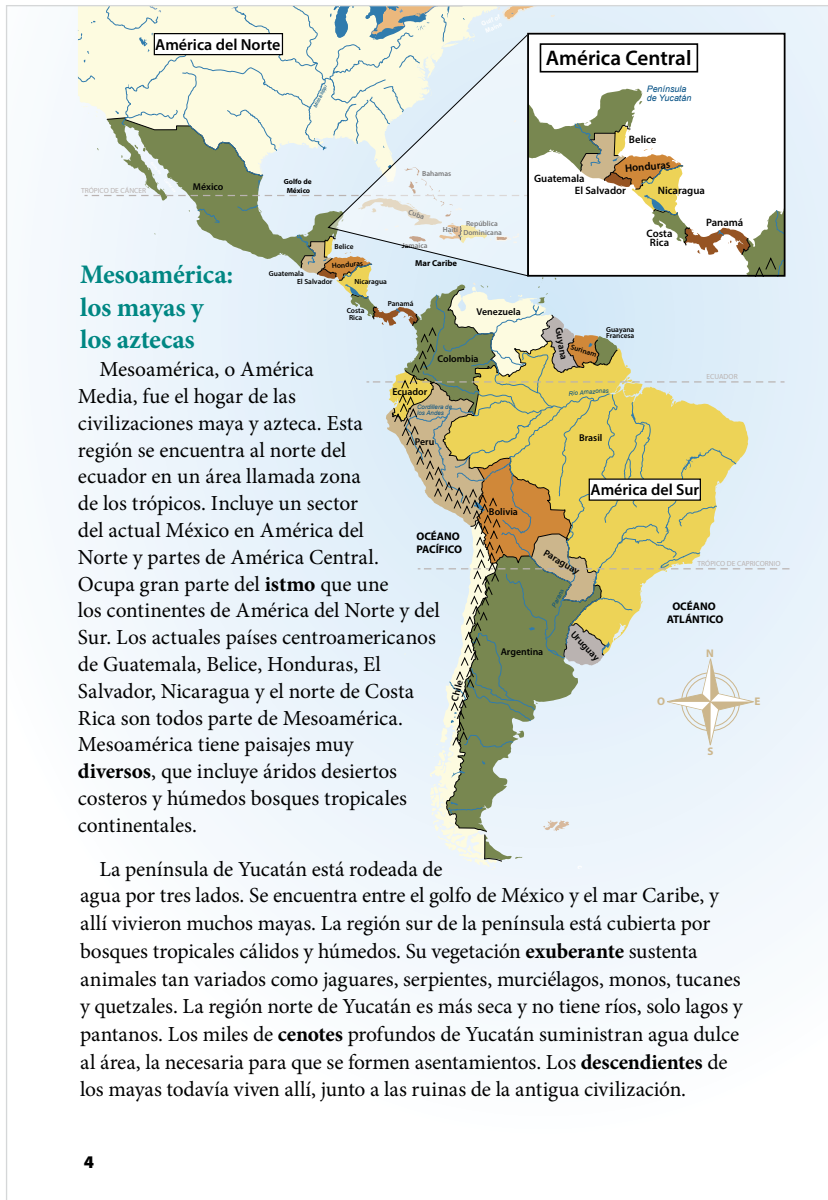 América del Norte
América Central
Península
de Yucatán
Belice
Honduras
Guatemala
El Salvador
Nicaragua
Costa
Rica
Panamá
México
Golfo de
México
Bahamas
TRÓPICO DE CÁNCER
Cuba
Haití
República
Dominicana
Jamaica
Mar Caribe
Belice
Honduras
Guatemala
El Salvador
Nicaragua
Costa
Rica
Panamá
Venezuela
Guyana
Surinam
Guayana
Francesa
Colombia
ECUADOR
Ecuador
Río Amazonas
Cordillera de
los Andes
Peru
Brasil
América del Sur
Bolivia
OCÉANO
PACÍFICO
Paraguay
TRÓPICO DE CAPRICORNIO
OCÉANO
ATLÁNTICO
Uruguay
Argentina
Chile
N
O
E
S
Mesoamérica:
los mayas y
los aztecas
Mesoamérica, o América
Media, fue el hogar de las
civilizaciones maya y azteca. Esta
región se encuentra al norte del
ecuador en un área llamada zona
de los trópicos. Incluye un sector
del actual México en América del
Norte y partes de América Central.
Ocupa gran parte del istmo que une
los continentes de América del Norte y del
Sur. Los actuales países centroamericanos
de Guatemala, Belice, Honduras, El
Salvador, Nicaragua y el norte de Costa
Rica son todos parte de Mesoamérica.
Mesoamérica tiene paisajes muy
diversos, que incluye áridos desiertos
costeros y húmedos bosques tropicales
continentales.
La península de Yucatán está rodeada de
agua por tres lados. Se encuentra entre el golfo de México y el mar Caribe, y
allí vivieron muchos mayas. La región sur de la península está cubierta por
bosques tropicales cálidos y húmedos. Su vegetación exuberante sustenta
animales tan variados como jaguares, serpientes, murciélagos, monos, tucanes
y quetzales. La región norte de Yucatán es más seca y no tiene ríos, solo lagos y
pantanos. Los miles de cenotes profundos de Yucatán suministran agua dulce
al área, la necesaria para que se formen asentamientos. Los descendientes de
los mayas todavía viven allí, junto a las ruinas de la antigua civilización.
4